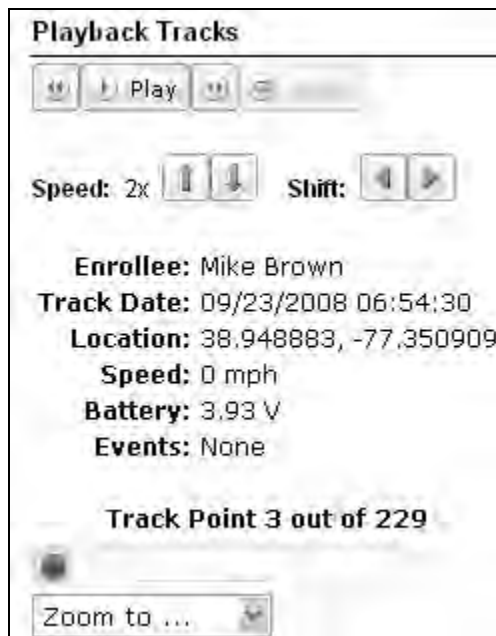 Playback Tracks
Play
Speed: 2x Shift:
Enrollee: Mike Brown
Track Date: 09/23/2008 06:54:30
Location: 38.948883, -77.350909
Speed: 0 mph
Battery: 3.93 V
Events: None
Track Point 3 out of 229
Zoom to ...